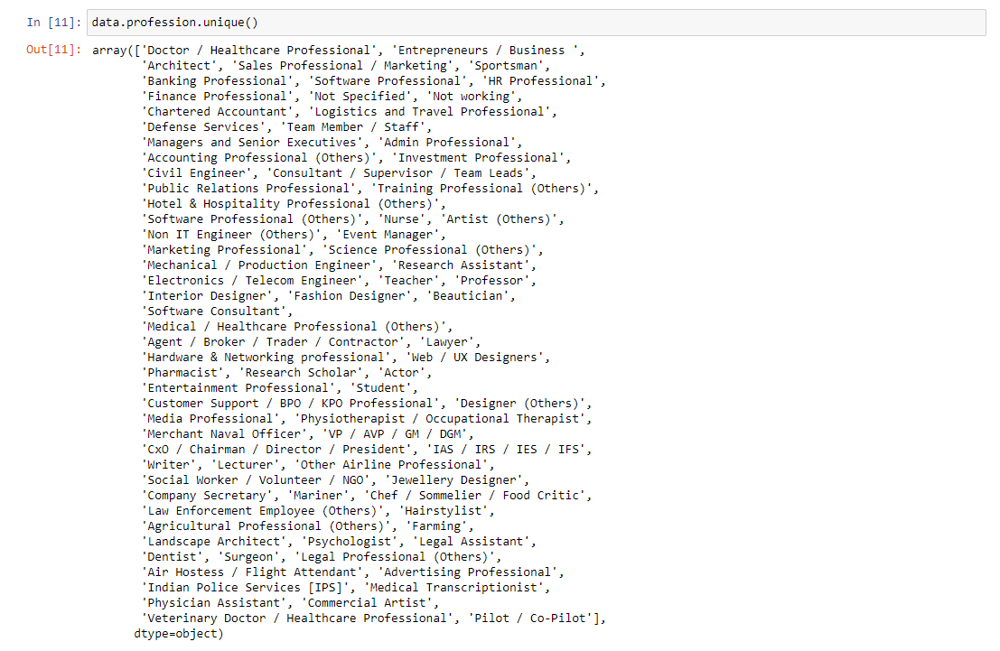 In [11]: data.profession.unique()
Out[11]: array(['Doctor / Healthcare Professional', 'Entrepreneurs / Business ',
'Architect', 'Sales Professional / Marketing', 'Sportsman',
'Banking Professional', 'Software Professional', 'HR Professional',
'Finance Professional', 'Not Specified', 'Not working',
'Chartered Accountant', 'Logistics and Travel Professional',
'Defense Services', 'Team Member / Staff',
'Managers and Senior Executives', 'Admin Professional',
'Accounting Professional (Others)', 'Investment Professional',
'Civil Engineer', 'Consultant / Supervisor / Team Leads',
'Public Relations Professional', 'Training Professional (Others)',
'Hotel & Hospitality Professional (Others)',
'Software Professional (Others)', 'Nurse', 'Artist (Others)',
'Non IT Engineer (Others)', 'Event Manager',
'Marketing Professional', 'Science Professional (Others)',
'Mechanical / Production Engineer', 'Research Assistant',
'Electronics / Telecom Engineer', 'Teacher', 'Professor',
'Interior Designer', 'Fashion Designer', 'Beautician',
'Software Consultant',
'Medical / Healthcare Professional (Others)',
'Agent / Broker / Trader / Contractor', 'Lawyer',
'Hardware & Networking professional', 'Web / UX Designers',
'Pharmacist', 'Research Scholar', 'Actor',
'Entertainment Professional', 'Student',
'Customer Support / BPO / KPO Professional', 'Designer (Others)',
'Media Professional', 'Physiotherapist / Occupational Therapist',
'Merchant Naval Officer', 'VP / AVP / GM / DGM',
'CxO / Chairman / Director / President', 'IAS / IRS / IES / IFS',
'Writer', 'Lecturer', 'Other Airline Professional',
'Social Worker / Volunteer / NGO', 'Jewellery Designer',
'Company Secretary', 'Mariner', 'Chef / Sommelier / Food Critic',
'Law Enforcement Employee (Others)', 'Hairstylist',
'Agricultural Professional (Others)', 'Farming',
'Landscape Architect', 'Psychologist', 'Legal Assistant',
'Dentist', 'Surgeon', 'Legal Professional (Others)',
'Air Hostess / Flight Attendant', 'Advertising Professional',
'Indian Police Services [IPS]', 'Medical Transcriptionist',
'Physician Assistant', 'Commercial Artist',
'Veterinary Doctor / Healthcare Professional', 'Pilot / Co-Pilot'],
dtype=object)